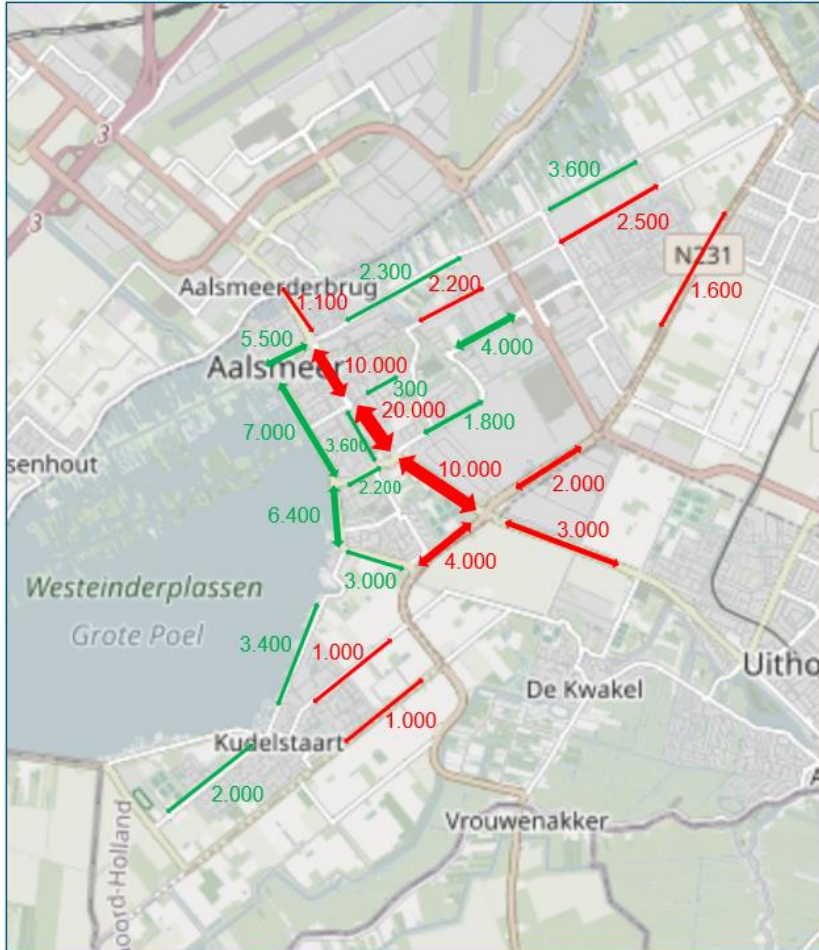 2
3
3
3.600
2.500
N231
1.600
2.300
Aalsmeerderbrug
1.100
2.200
5.500
Aalsmeer
10.000
4.000
300
20.000
7.000
3.600
1.800
senhout
10.000
2.200
2.000
6.400
3.000
4.000
3.000
Westeinderplassen
Grote Poel
3.400
1.000
Uitho
De Kwakel
1.000
Kudelstaart
2.000
A
Vrouwenakker
oord-Holland